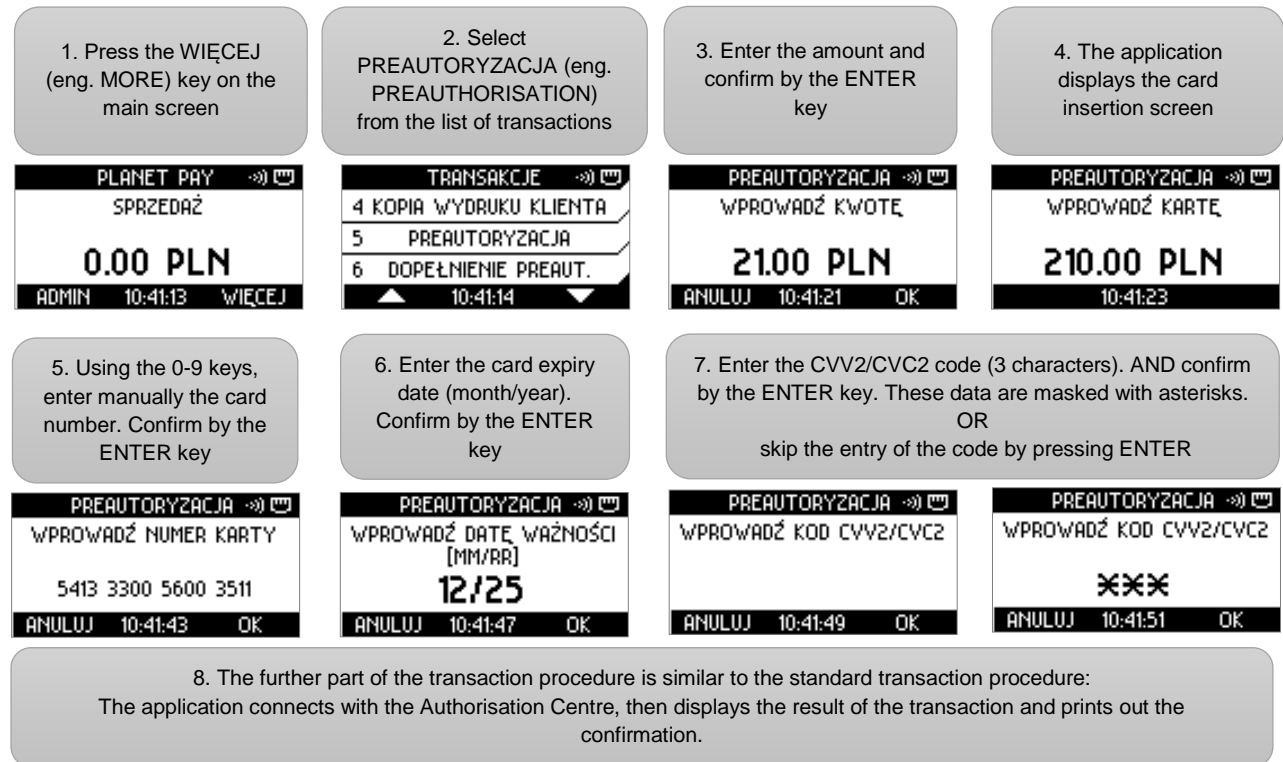 1. Press the WIĘCEJ
(eng. MORE) key on the
main screen
2. Select
PREAUTORYZACJA (eng.
PREAUTHORISATION)
from the list of transactions
3. Enter the amount and
confirm by the ENTER
key
4. The application
displays the card
insertion screen
PLANET PAY
SPRZEDAŻ
0.00 PLN
ADMIN 10:41:13 WIĘCEJ
TRANSAKCJE
4 KOPIA WYDRUKU KLIENTA
5 PREAUTORYZACJA
6 DOPEŁNIENIE PREAUT.
10:41:14
PREAUTORYZACJA
WPROWADŹ KWOTĘ
21.00 PLN
ANULUJ 10:41:21 OK
PREAUTORYZACJA
WPROWADŹ KARTĘ
210.00 PLN
10:41:23
5. Using the 0-9 keys,
enter manually the card
number. Confirm by the
ENTER key
6. Enter the card expiry
date (month/year).
Confirm by the ENTER
key
7. Enter the CVV2/CVC2 code (3 characters). AND confirm
by the ENTER key. These data are masked with asterisks.
OR
skip the entry of the code by pressing ENTER
PREAUTORYZACJA
WPROWADŹ NUMER KARTY
5413 3300 5600 3511
ANULUJ 10:41:43 OK
PREAUTORYZACJA
WPROWADŹ DATĘ WAŻNOŚCI
[MM/RR]
12/25
ANULUJ 10:41:47 OK
PREAUTORYZACJA
WPROWADŹ KOD CVV2/CVC2
ANULUJ 10:41:49 OK
PREAUTORYZACJA
WPROWADŹ KOD CVV2/CVC2
***
ANULUJ 10:41:51 OK
8. The further part of the transaction procedure is similar to the standard transaction procedure:
The application connects with the Authorisation Centre, then displays the result of the transaction and prints out the
confirmation.